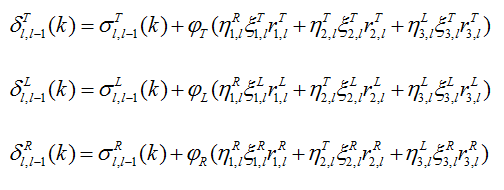 δ^T_{l,l−1}(k) = σ^T_{l,l−1}(k) + φ_T(η^R_{1,l}ξ^T_{1,l}r^T_{1,l} + η^T_{2,l}ξ^T_{2,l}r^T_{2,l} + η^L_{3,l}ξ^T_{3,l}r^T_{3,l})
δ^L_{l,l−1}(k) = σ^L_{l,l−1}(k) + φ_L(η^R_{1,l}ξ^L_{1,l}r^L_{1,l} + η^T_{2,l}ξ^L_{2,l}r^L_{2,l} + η^L_{3,l}ξ^L_{3,l}r^L_{3,l})
δ^R_{l,l−1}(k) = σ^R_{l,l−1}(k) + φ_R(η^R_{1,l}ξ^R_{1,l}r^R_{1,l} + η^T_{2,l}ξ^R_{2,l}r^R_{2,l} + η^L_{3,l}ξ^R_{3,l}r^R_{3,l})